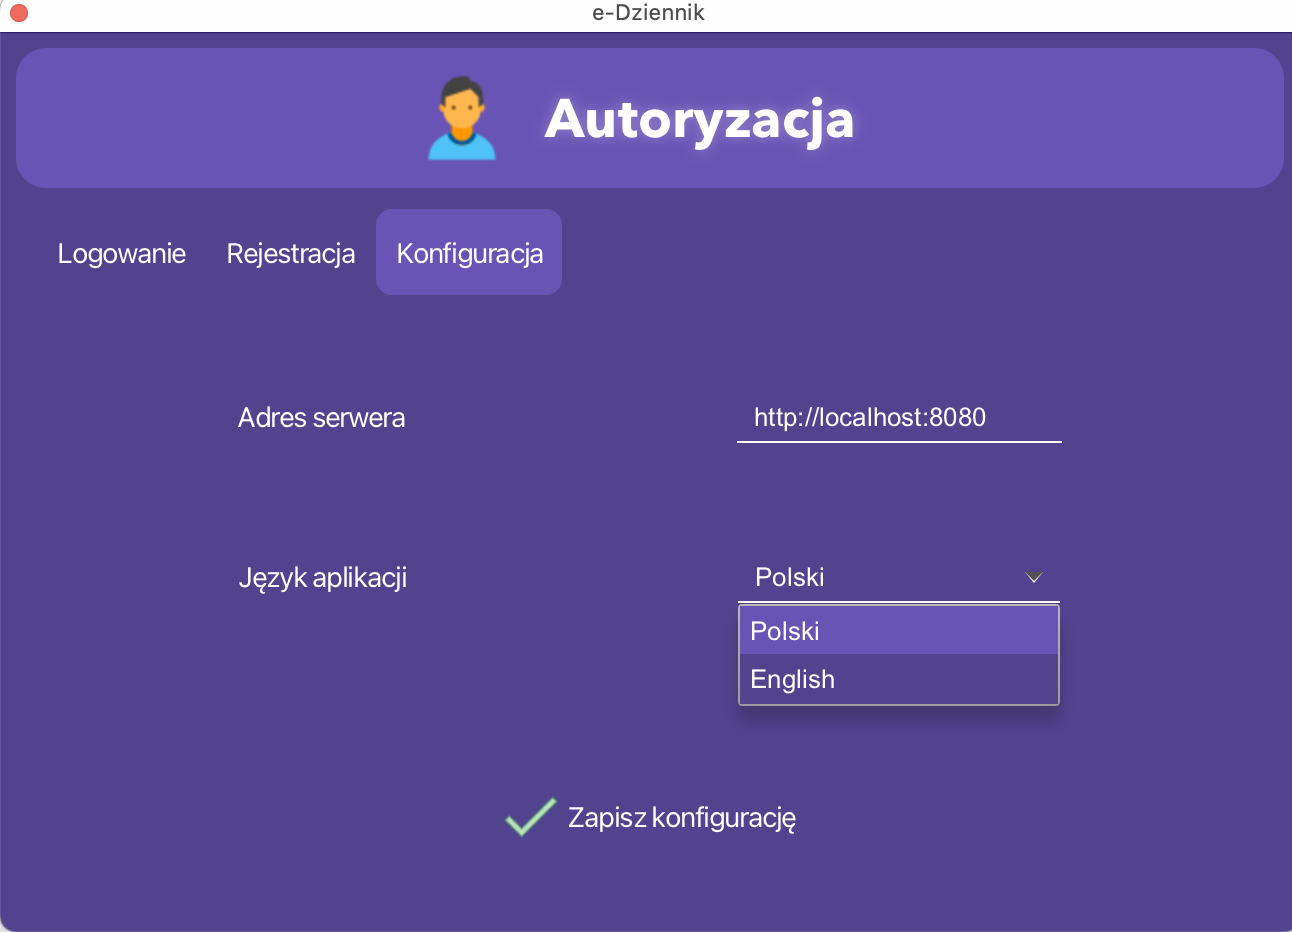 e-Dziennik
Autoryzacja
Logowanie Rejestracja Konfiguracja
Adres serwera http://localhost:8080
Język aplikacji Polski
Polski
English
Zapisz konfigurację